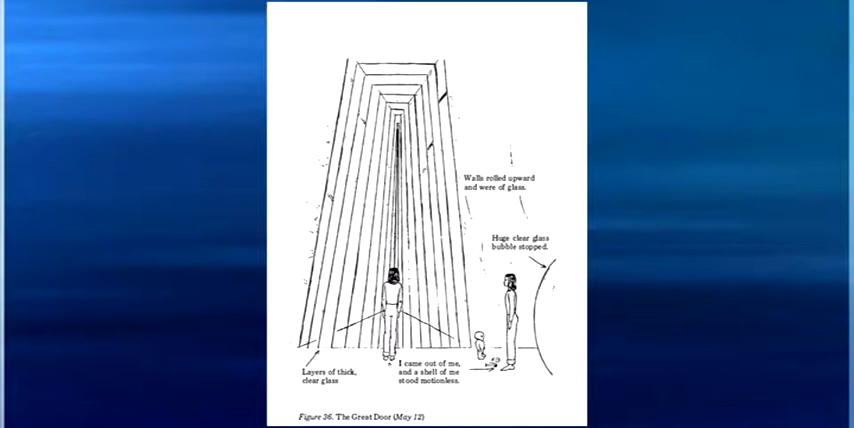 Walls rolled upward
and were of glass.
Huge clear glass
bubble stopped.
Layers of thick,
clear glass
I came out of me,
and a shell of me
stood motionless.
Figure 36. The Great Door (May 12)